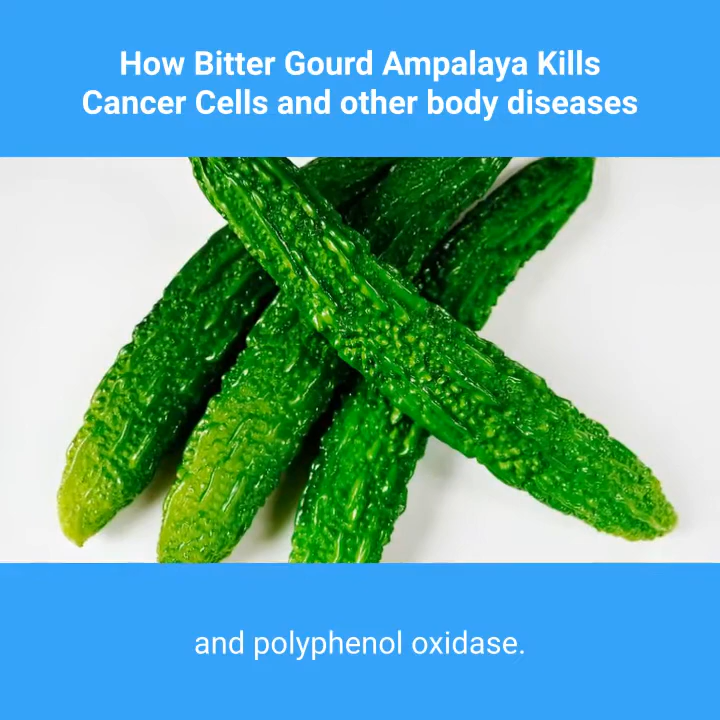 How Bitter Gourd Ampalaya Kills
Cancer Cells and other body diseases
and polyphenol oxidase.